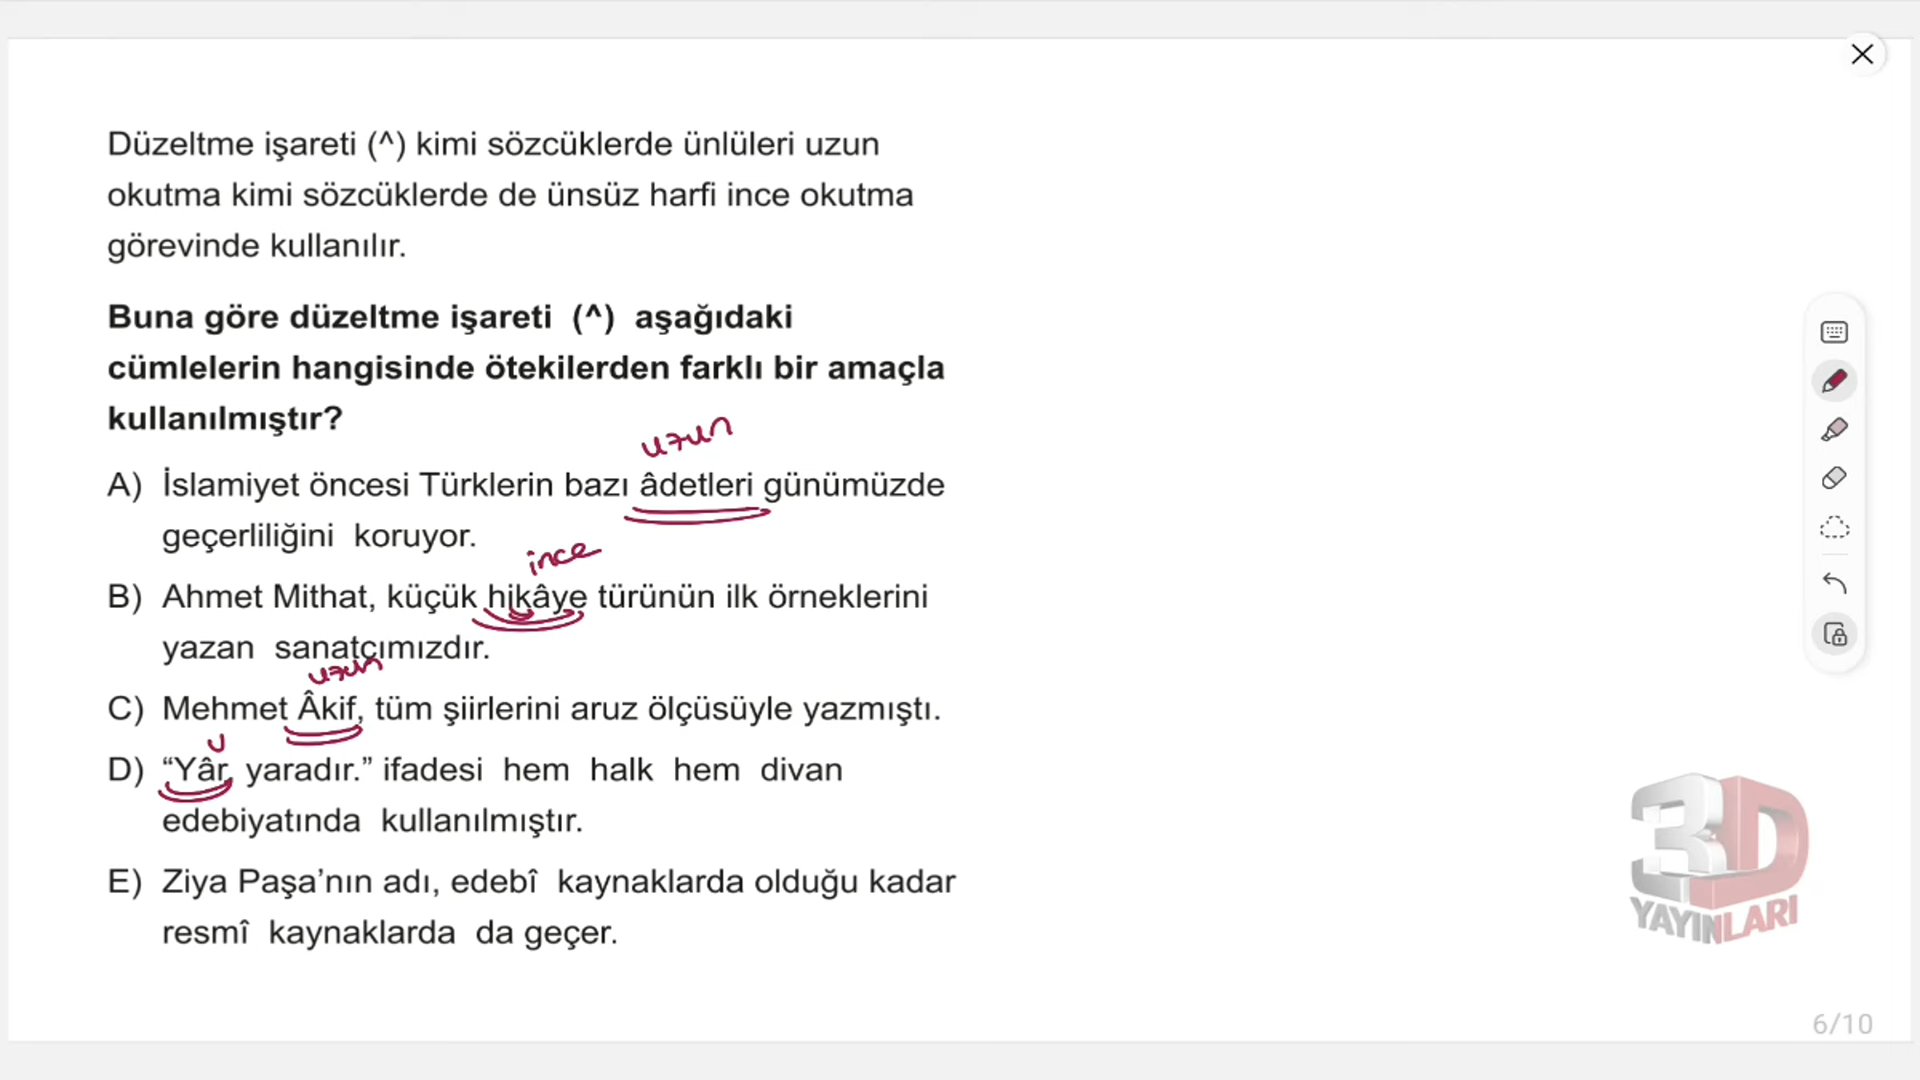 Düzeltme işareti (^) kimi sözcüklerde ünlüleri uzun
okutma kimi sözcüklerde de ünsüz harfi ince okutma
görevinde kullanılır.
Buna göre düzeltme işareti (^) aşağıdaki
cümlelerin hangisinde ötekilerden farklı bir amaçla
kullanılmıştır?
uzun
A) İslamiyet öncesi Türklerin bazı âdetleri günümüzde
geçerliliğini koruyor.
ince
B) Ahmet Mithat, küçük hikâye türünün ilk örneklerini
yazan sanatçımızdır.
uzun
C) Mehmet Âkif, tüm şiirlerini aruz ölçüsüyle yazmıştı.
u
D) “Yâr, yaradır.” ifadesi hem halk hem divan
edebiyatında kullanılmıştır.
E) Ziya Paşa’nın adı, edebî kaynaklarda olduğu kadar
resmî kaynaklarda da geçer.
3D
YAYINLARI
6/10